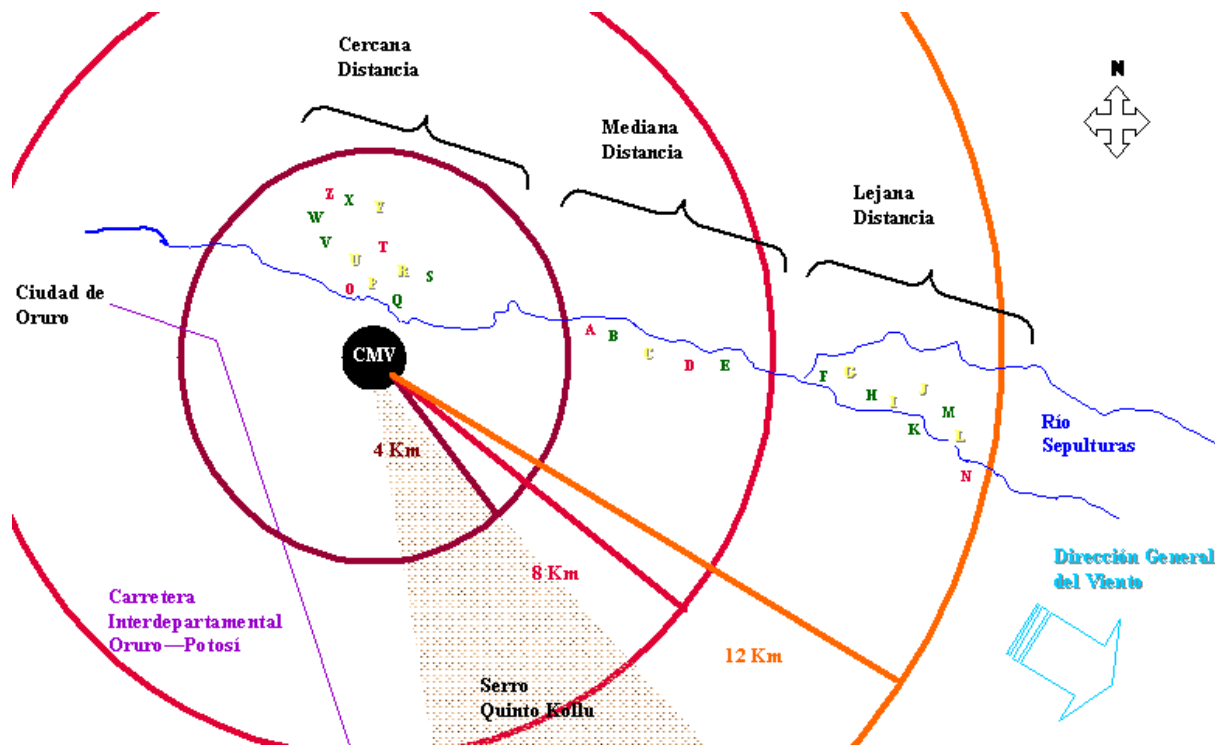 Cercana
Distancia
Mediana
Distancia
Lejana
Distancia
N
Z X Y
W
V T
U R S
O P Q
Ciudad de
Oruro
CMV
A B C D E
F G H I J K M L N
4 Km
8 Km
12 Km
Río
Sepulturas
Carretera
Interdepartamental
Oruro—Potosí
Serro
Quinto Kollu
Dirección General
del Viento